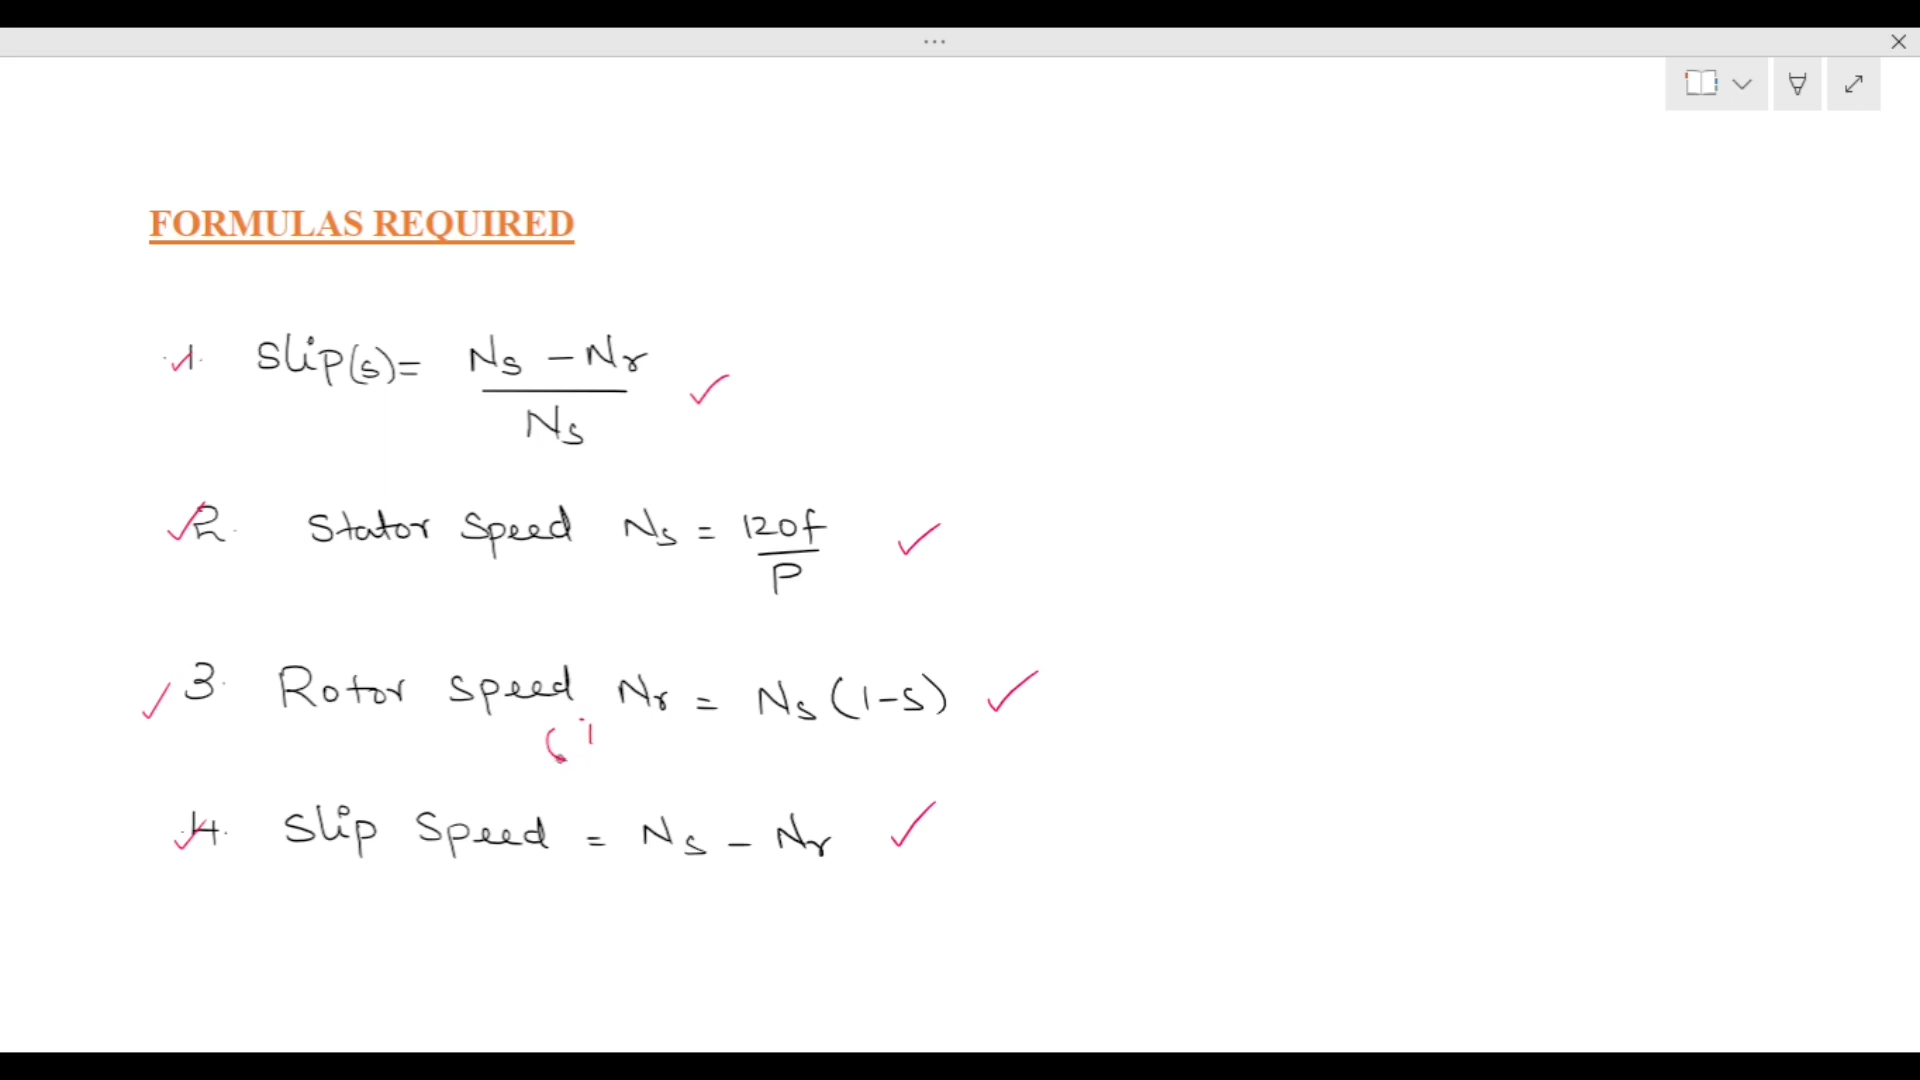 FORMULAS REQUIRED
1. Slip(s) = Ns - Nr
Ns
2. Stator Speed Ns = 120f
P
3. Rotor speed Nr = Ns (1-s)
4. Slip Speed = Ns - Nr